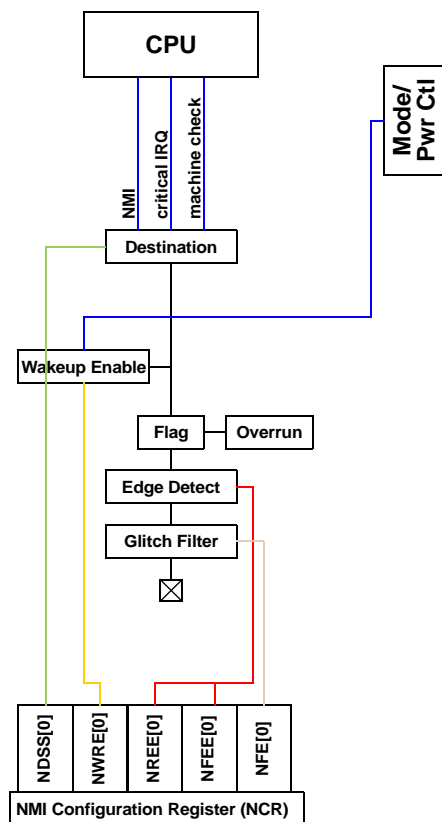 CPU
Mode/
Pwr Ctl
NMI
critical IRQ
machine check
Destination
Wakeup Enable
Flag
Overrun
Edge Detect
Glitch Filter
NDSS[0]
NWRE[0]
NREE[0]
NFEE[0]
NFE[0]
NMI Configuration Register (NCR)